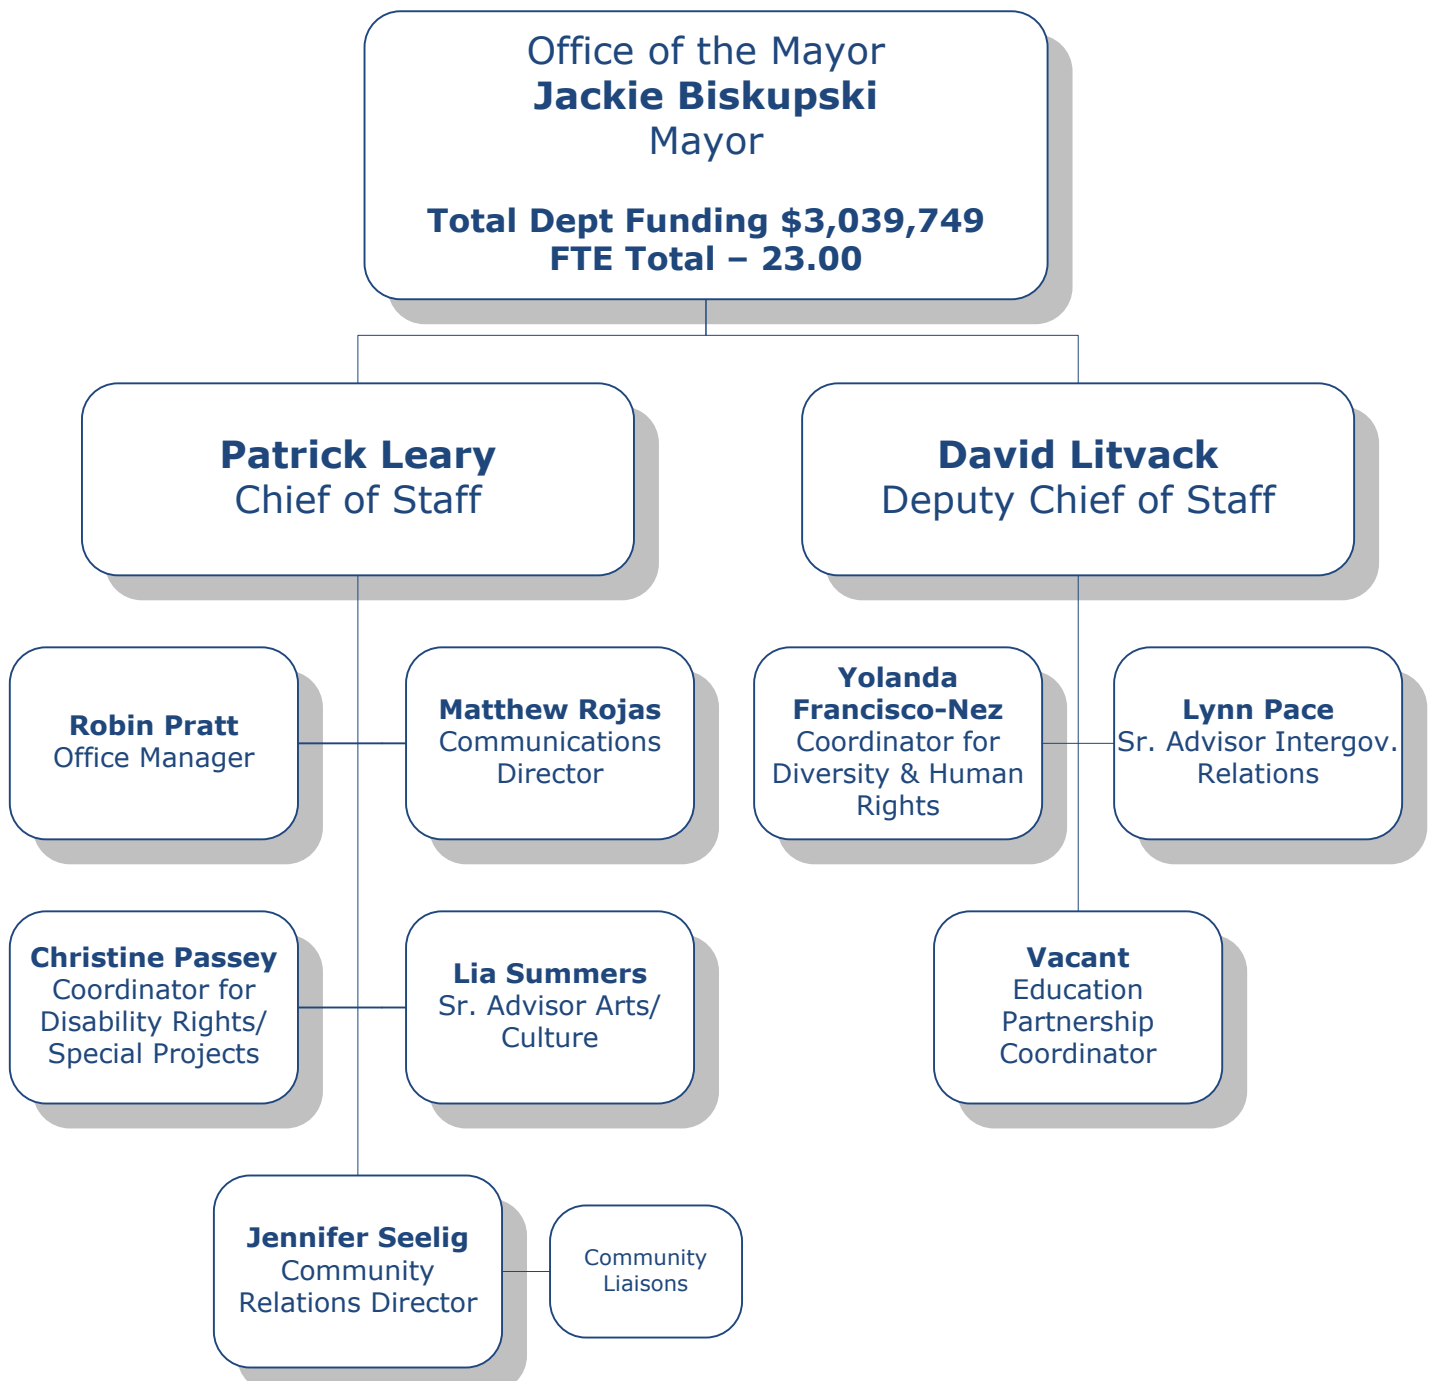 Office of the Mayor
Jackie Biskupski
Mayor
Total Dept Funding $3,039,749
FTE Total – 23.00
Patrick Leary
Chief of Staff
David Litvack
Deputy Chief of Staff
Robin Pratt
Office Manager
Matthew Rojas
Communications
Director
Yolanda
Francisco-Nez
Coordinator for
Diversity & Human
Rights
Lynn Pace
Sr. Advisor Intergov.
Relations
Christine Passey
Coordinator for
Disability Rights/
Special Projects
Lia Summers
Sr. Advisor Arts/
Culture
Vacant
Education
Partnership
Coordinator
Jennifer Seelig
Community
Relations Director
Community
Liaisons